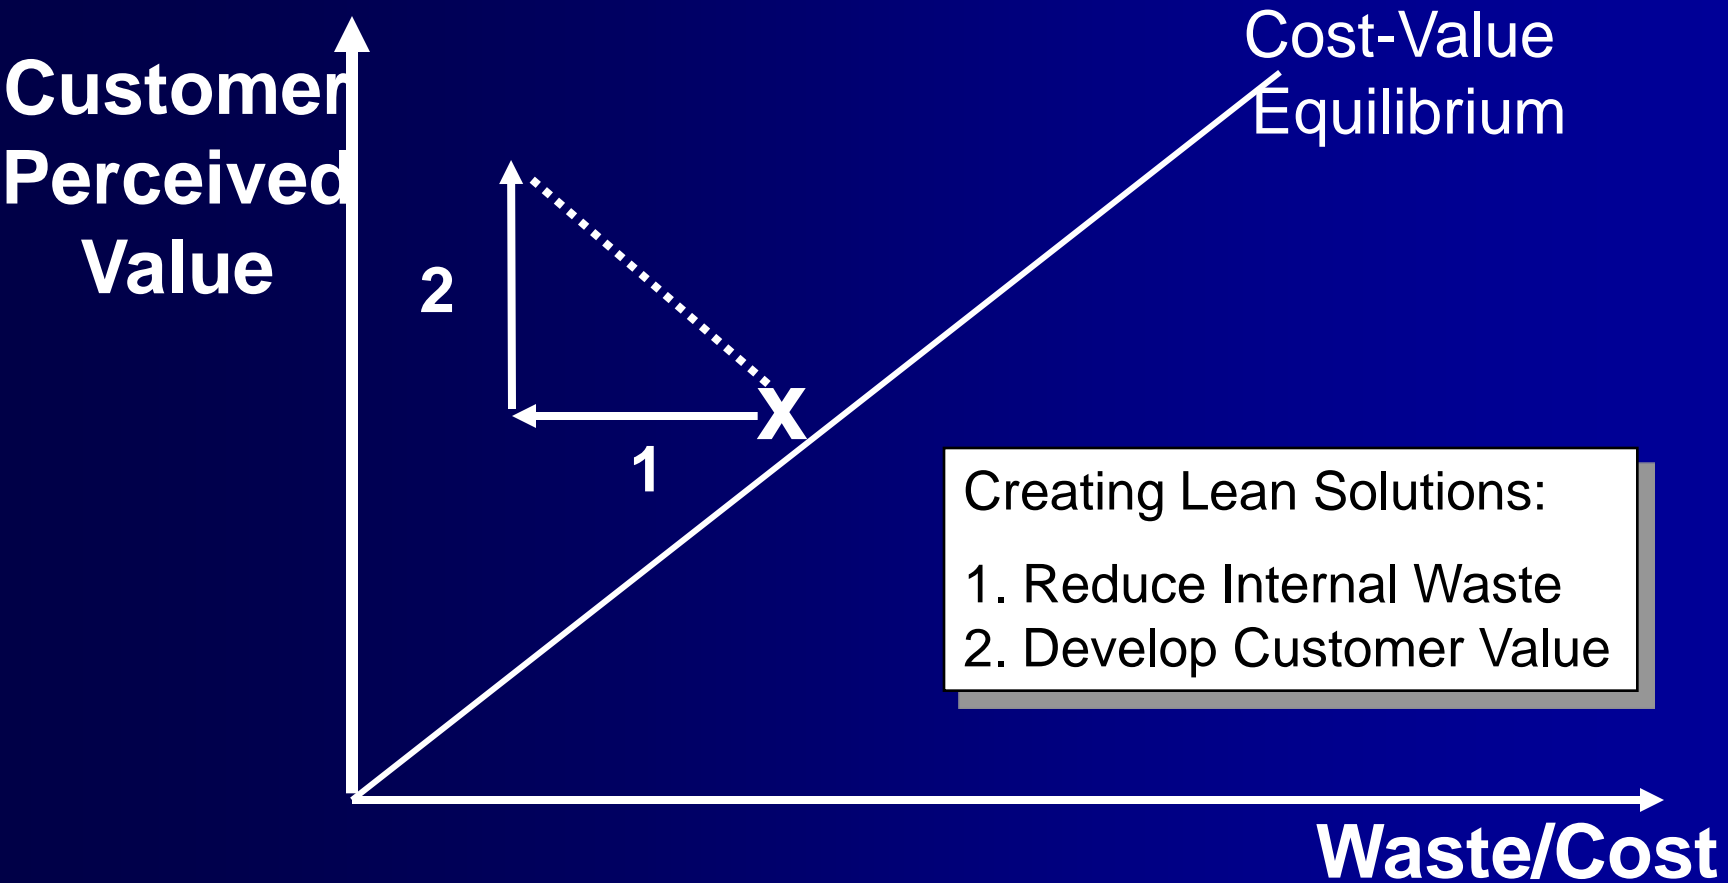 Customer
Perceived
Value
Cost-Value
Equilibrium
2
X
1
Creating Lean Solutions:
1. Reduce Internal Waste
2. Develop Customer Value
Waste/Cost